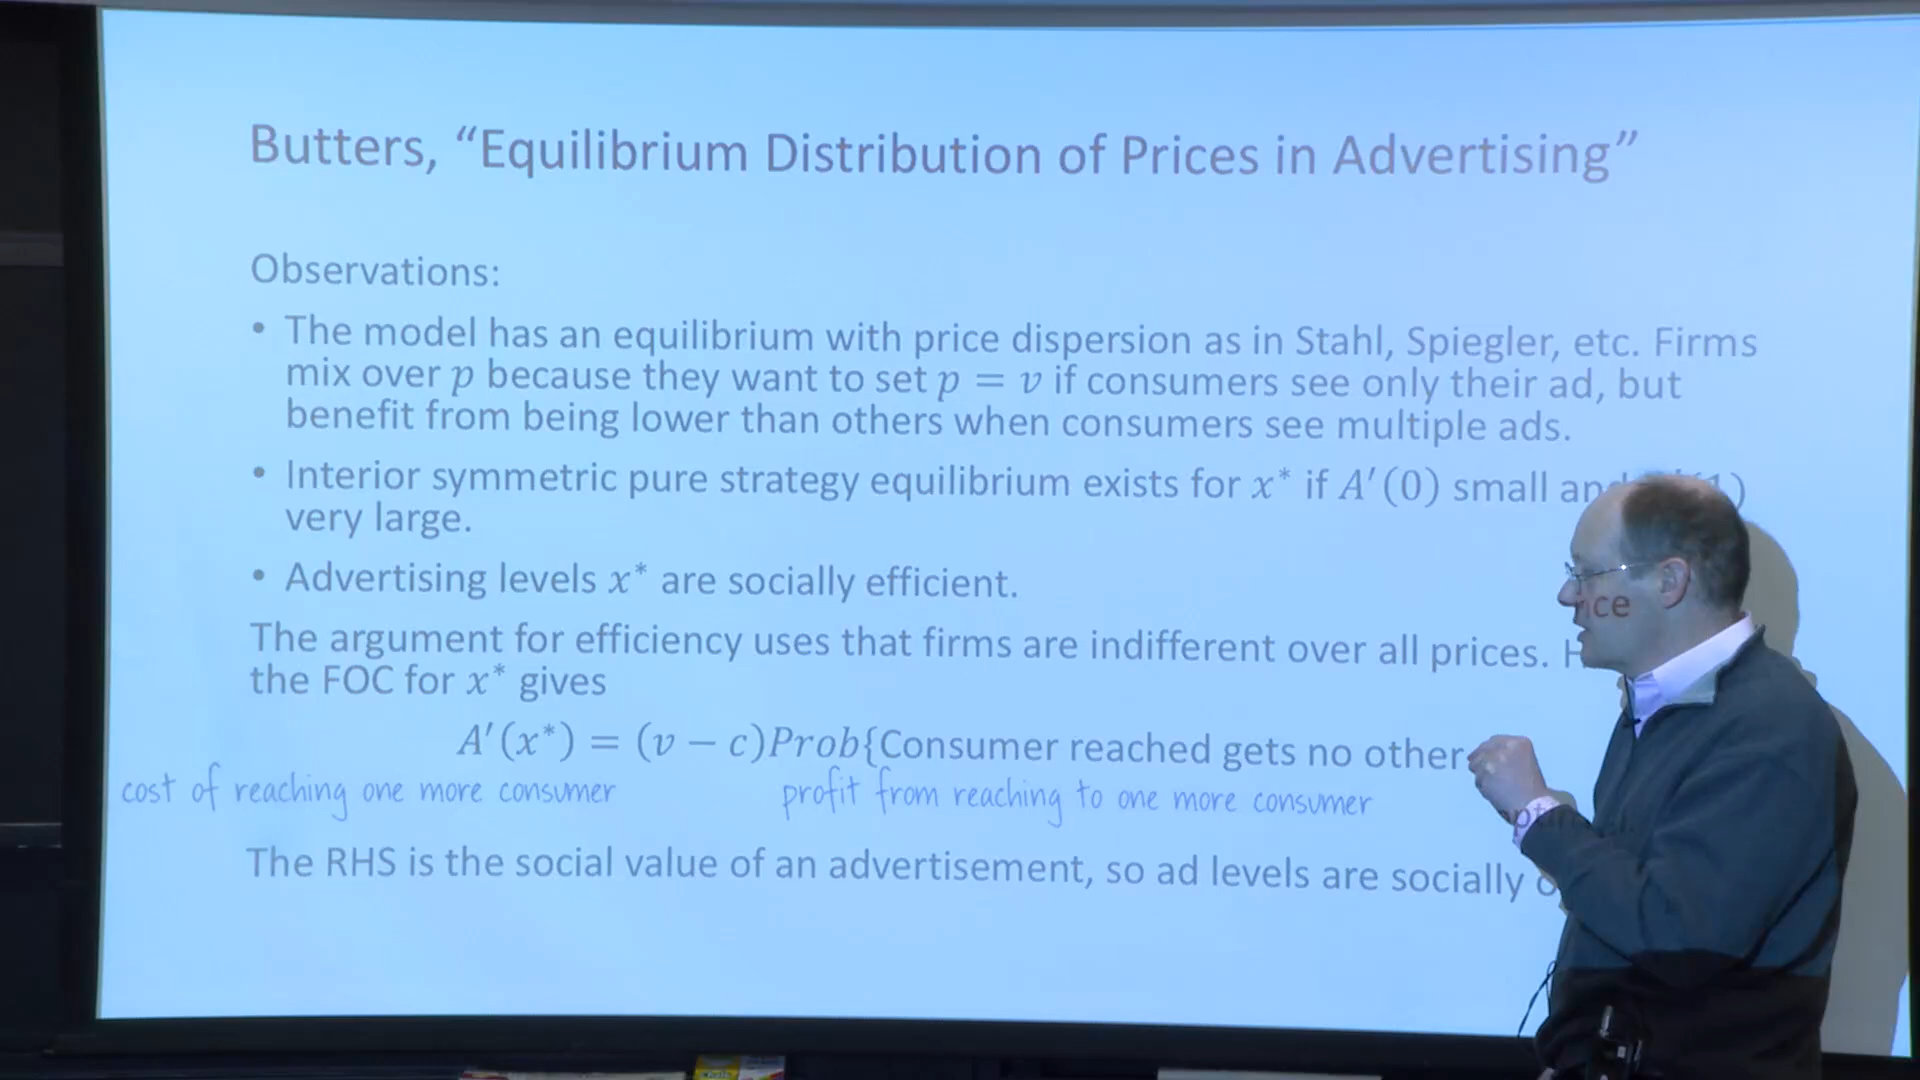 Butters, “Equilibrium Distribution of Prices in Advertising”
Observations:
• The model has an equilibrium with price dispersion as in Stahl, Spiegler, etc. Firms
mix over p because they want to set p = v if consumers see only their ad, but
benefit from being lower than others when consumers see multiple ads.
• Interior symmetric pure strategy equilibrium exists for x* if A′(0) small
very large.
• Advertising levels x* are socially efficient.
The argument for efficiency uses that firms are indifferent over all prices.
the FOC for x* gives
A′(x*) = (v − c)Prob{Consumer reached gets no other
cost of reaching one more consumer profit from reaching to one more consumer
The RHS is the social value of an advertisement, so ad levels are socially